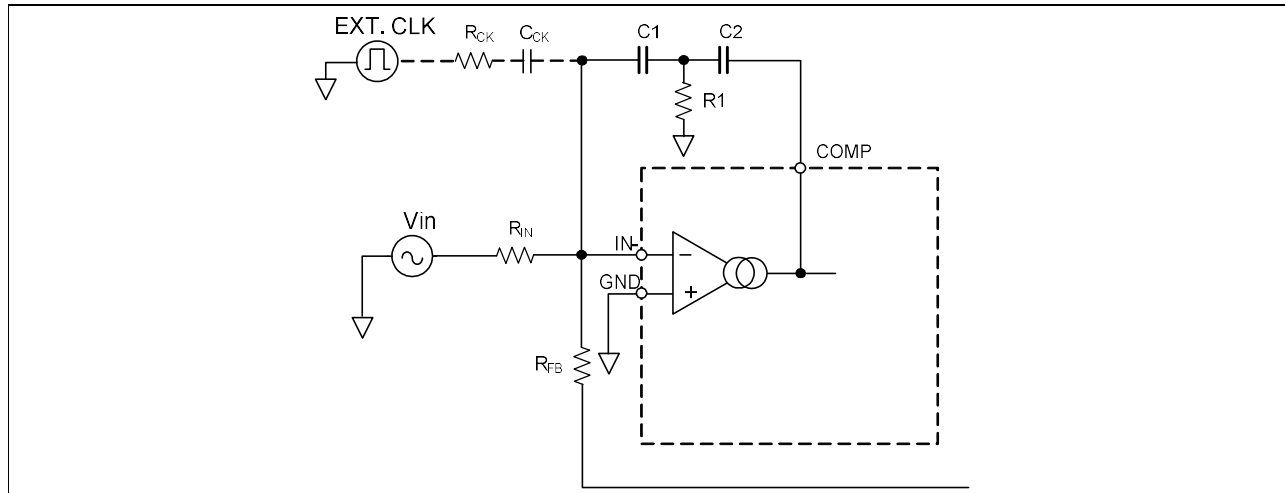 EXT. CLK
RCK
CCK
C1
C2
R1
COMP
Vin
RIN
IN-
GND
RFB